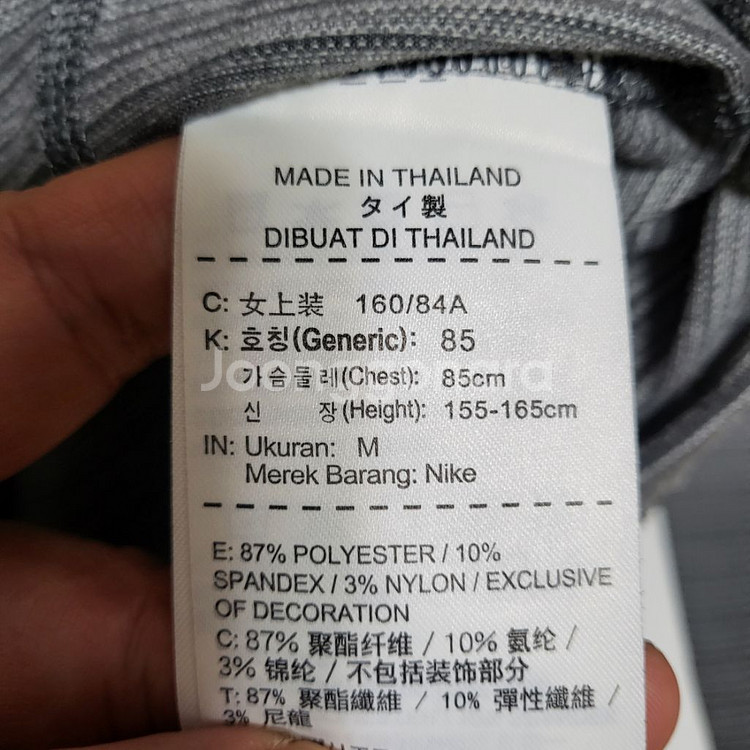 MADE IN THAILAND
タイ製
DIBUAT DI THAILAND
C: 女上装 160/84A
K: 호칭(Generic): 85
가슴둘레(Chest): 85cm
신 장(Height): 155-165cm
IN: Ukuran: M
Merek Barang: Nike
E: 87% POLYESTER / 10%
SPANDEX / 3% NYLON / EXCLUSIVE
OF DECORATION
C: 87% 聚酯纤维 / 10% 氨纶 /
3% 锦纶 / 不包括装饰部分
T: 87% 聚酯纖維 / 10% 彈性纖維 /
3% 尼龍